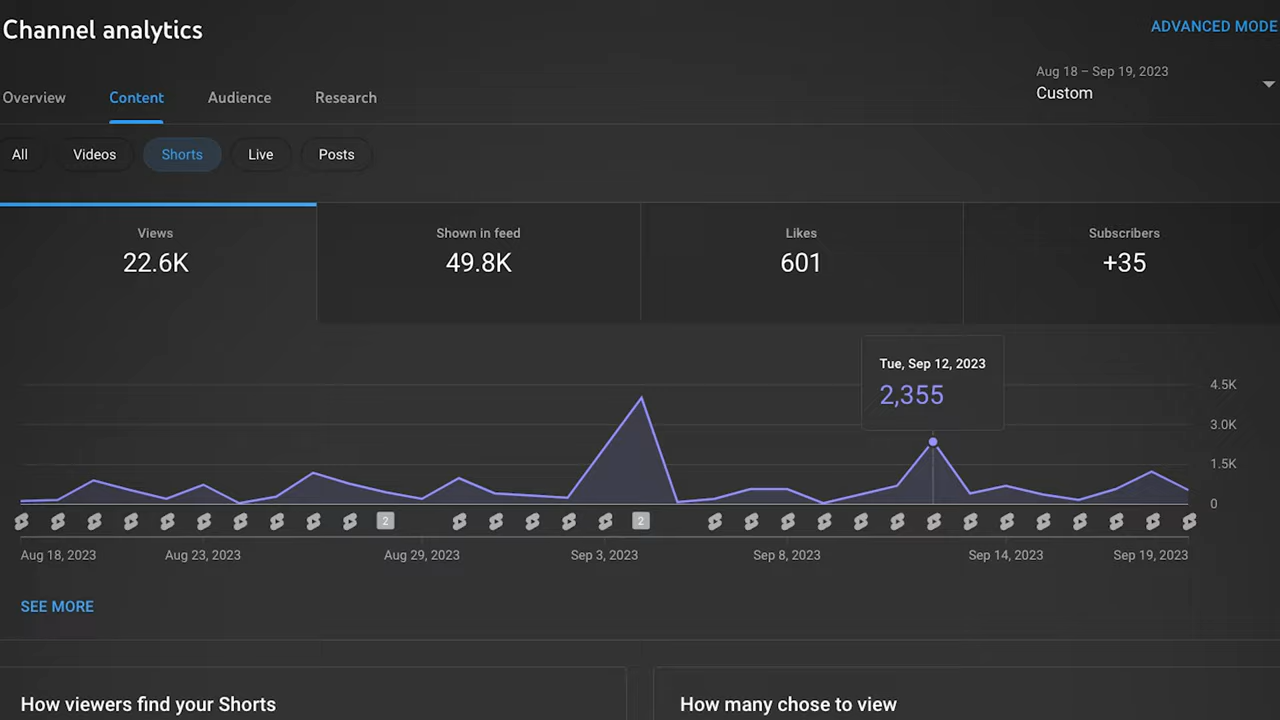 Channel analytics
ADVANCED MODE
Aug 18 – Sep 19, 2023
Custom
Overview
Content
Audience
Research
All
Videos
Shorts
Live
Posts
Views
22.6K
Shown in feed
49.8K
Likes
601
Subscribers
+35
Tue, Sep 12, 2023
2,355
4.5K
3.0K
1.5K
0
2
2
Aug 18, 2023
Aug 23, 2023
Aug 29, 2023
Sep 3, 2023
Sep 8, 2023
Sep 14, 2023
Sep 19, 2023
SEE MORE
How viewers find your Shorts
How many chose to view